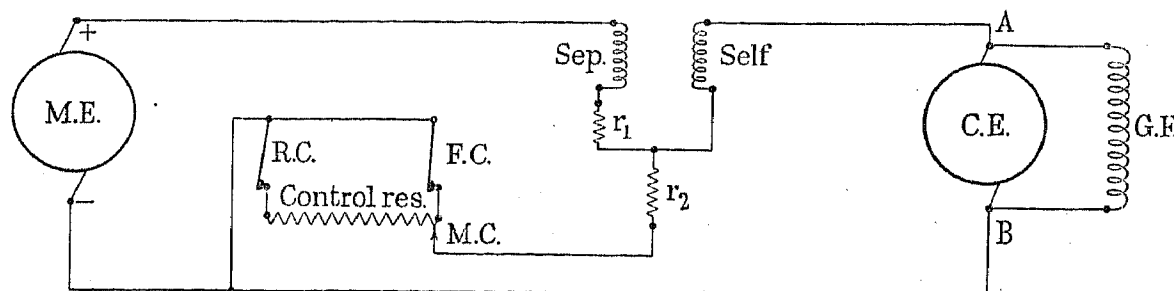 +
M.E.
−
Sep.
Self
r1
r2
R.C.
F.C.
Control res.
M.C.
A
C.E.
G.F.
B